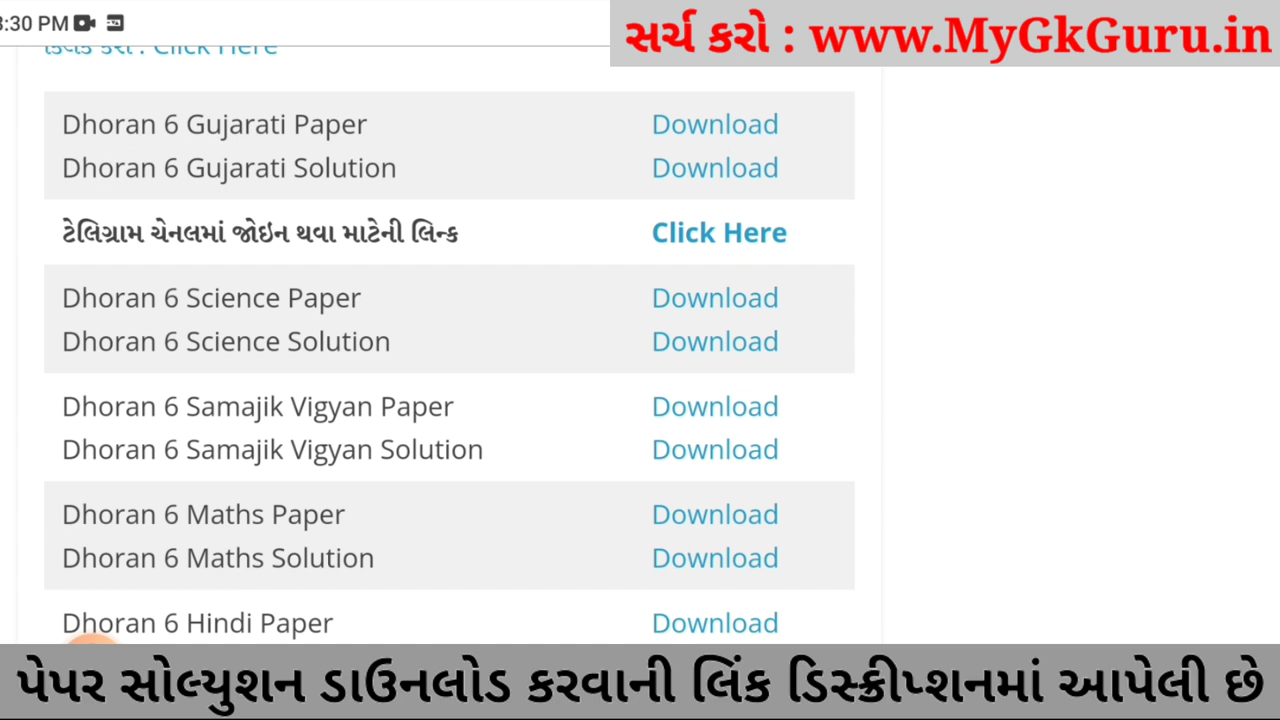 3:30 PM
સર્ચ કરો : www.MyGkGuru.in
ક્લિક કરો : Click Here
Dhoran 6 Gujarati Paper Download
Dhoran 6 Gujarati Solution Download
ટેલિગ્રામ ચેનલમાં જોઇન થવા માટેની લિન્ક Click Here
Dhoran 6 Science Paper Download
Dhoran 6 Science Solution Download
Dhoran 6 Samajik Vigyan Paper Download
Dhoran 6 Samajik Vigyan Solution Download
Dhoran 6 Maths Paper Download
Dhoran 6 Maths Solution Download
Dhoran 6 Hindi Paper Download
પેપર સોલ્યુશન ડાઉનલોડ કરવાની લિંક ડિસ્ક્રીપ્શનમાં આપેલી છે